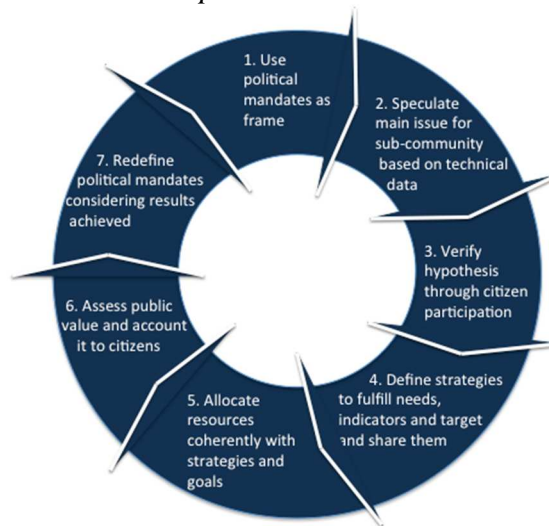 1. Use
political
mandates as
frame
2. Speculate
main issue for
sub-community
based on technical
data
3. Verify
hypothesis
through citizen
participation
4. Define strategies
to fulfill needs,
indicators and target
and share them
5. Allocate
resources
coherently with
strategies and
goals
6. Assess public
value and account
it to citizens
7. Redefine
political mandates
considering results
achieved